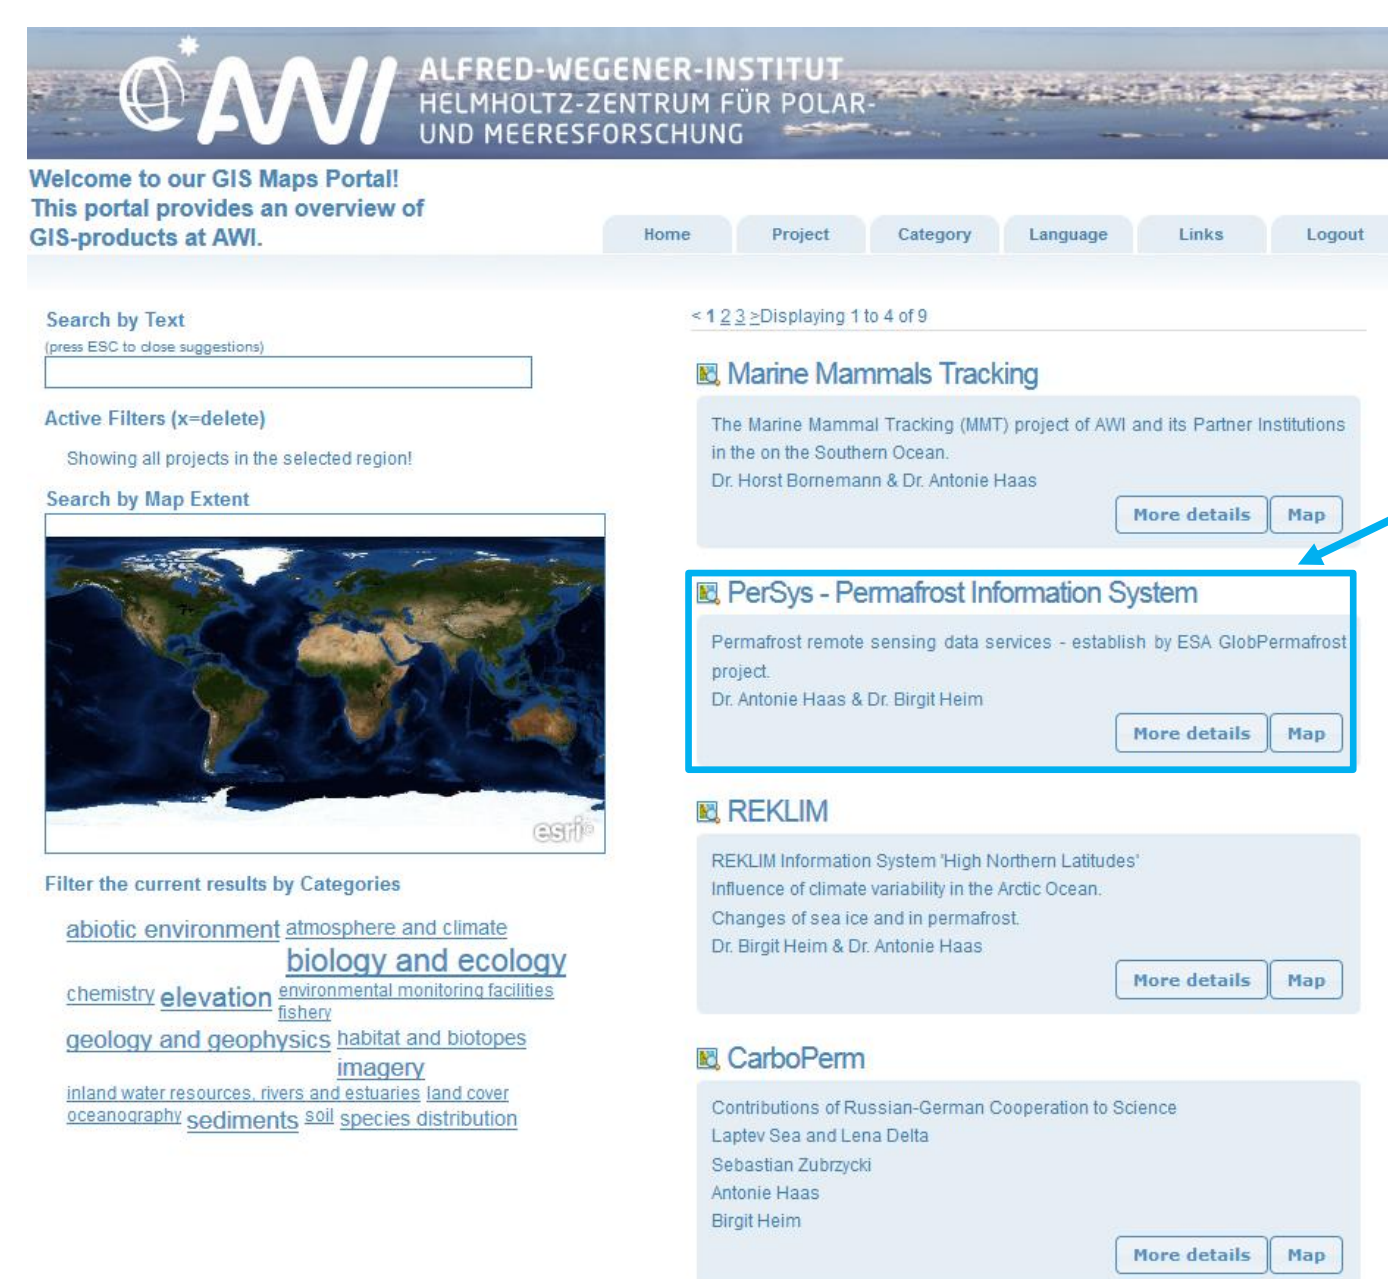 AWI
ALFRED-WEGENER-INSTITUT
HELMHOLTZ-ZENTRUM FÜR POLAR-
UND MEERESFORSCHUNG
Welcome to our GIS Maps Portal!
This portal provides an overview of
GIS-products at AWI.
Home Project Category Language Links Logout
Search by Text
(press ESC to close suggestions)
Active Filters (x=delete)
Showing all projects in the selected region!
Search by Map Extent
esri
Filter the current results by Categories
abiotic environment atmosphere and climate
biology and ecology
chemistry elevation environmental monitoring facilities
fishery
geology and geophysics habitat and biotopes
imagery
inland water resources, rivers and estuaries land cover
oceanography sediments soil species distribution
< 1 2 3 >Displaying 1 to 4 of 9
Marine Mammals Tracking
The Marine Mammal Tracking (MMT) project of AWI and its Partner Institutions
in the on the Southern Ocean.
Dr. Horst Bornemann & Dr. Antonie Haas
More details Map
PerSys - Permafrost Information System
Permafrost remote sensing data services - establish by ESA GlobPermafrost
project.
Dr. Antonie Haas & Dr. Birgit Heim
More details Map
REKLIM
REKLIM Information System 'High Northern Latitudes'
Influence of climate variability in the Arctic Ocean.
Changes of sea ice and in permafrost.
Dr. Birgit Heim & Dr. Antonie Haas
More details Map
CarboPerm
Contributions of Russian-German Cooperation to Science
Laptev Sea and Lena Delta
Sebastian Zubrzycki
Antonie Haas
Birgit Heim
More details Map